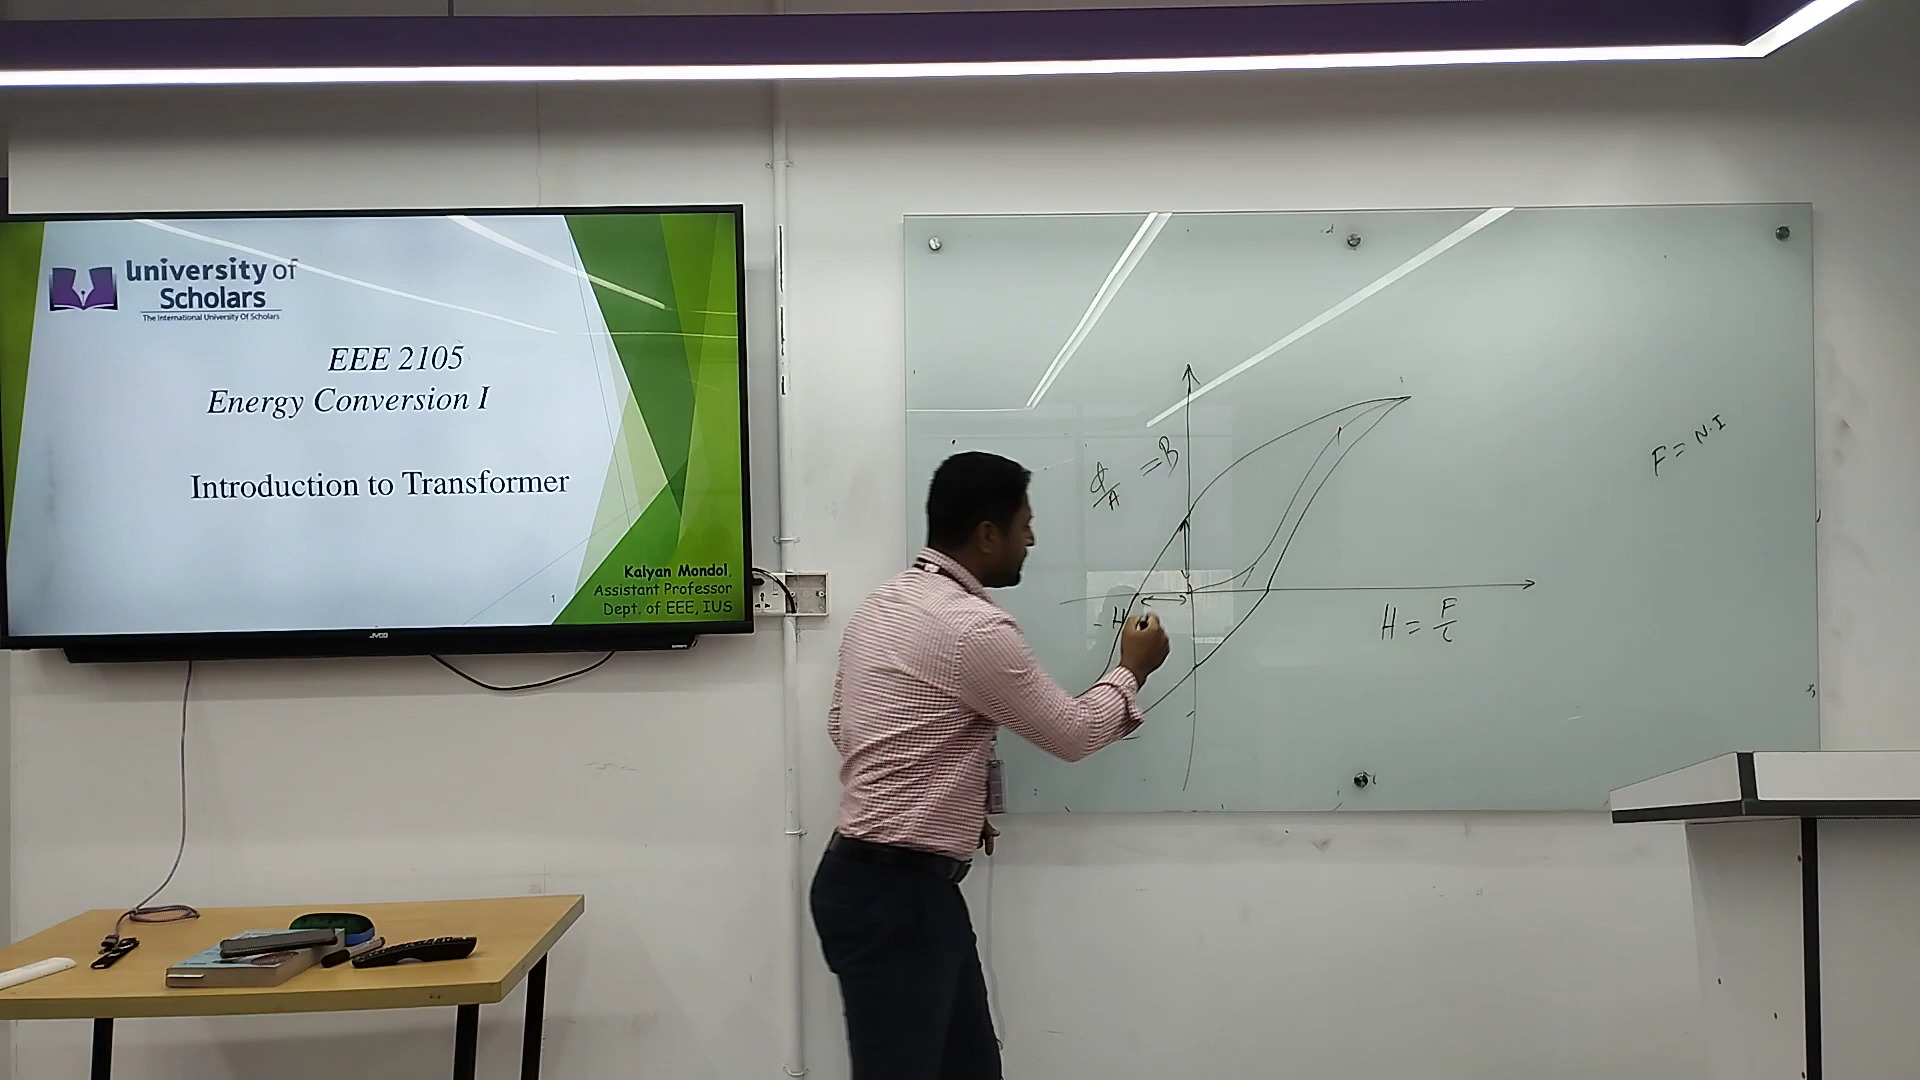 University of
Scholars
The International University Of Scholars
EEE 2105
Energy Conversion I
Introduction to Transformer
Kalyan Mondol,
Assistant Professor
Dept. of EEE, IUS
1
JVCO
ϕ/A = B
- H
H = F/l
F = N.I